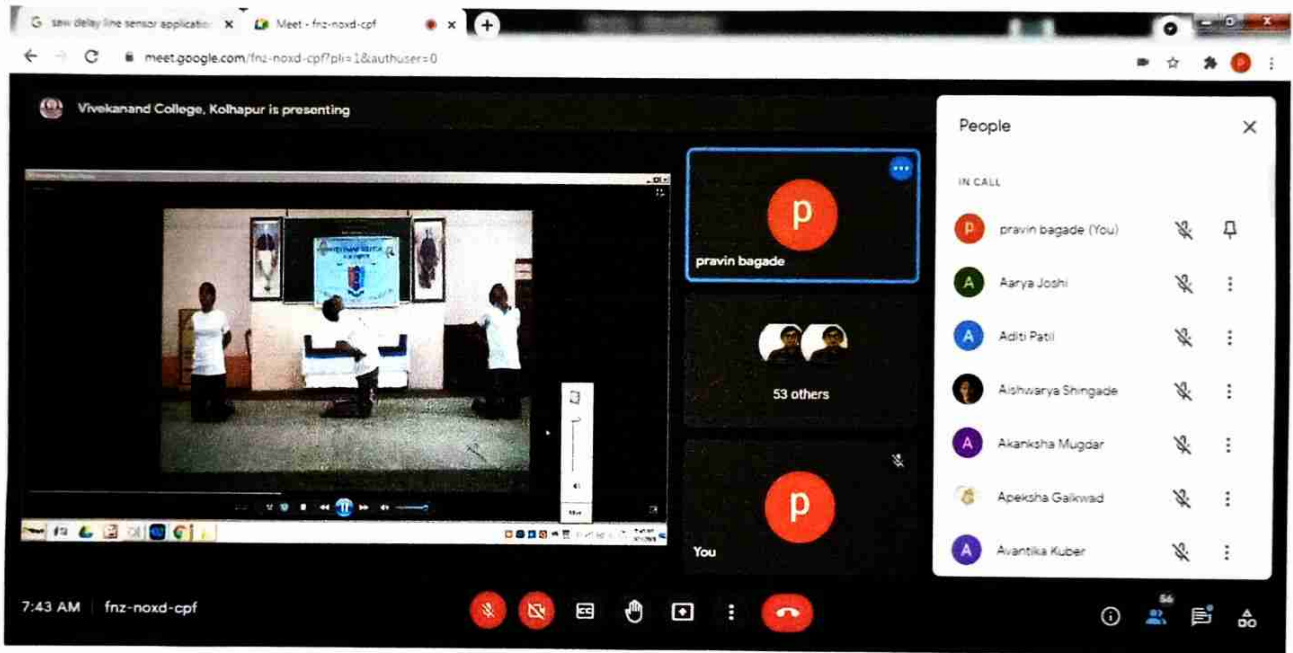 saw delay line sensor applicatio
Meet - fnz-noxd-cpf
meet.google.com/fnz-noxd-cpf?pli=1&authuser=0
P
Vivekanand College, Kolhapur is presenting
p
pravin bagade
53 others
p
You
People
IN CALL
P pravin bagade (You)
A Aarya Joshi
A Aditi Patil
Aishwarya Shingade
A Akanksha Mugdar
Apeksha Gaikwad
A Avantika Kuber
7:43 AM | fnz-noxd-cpf
CC
56